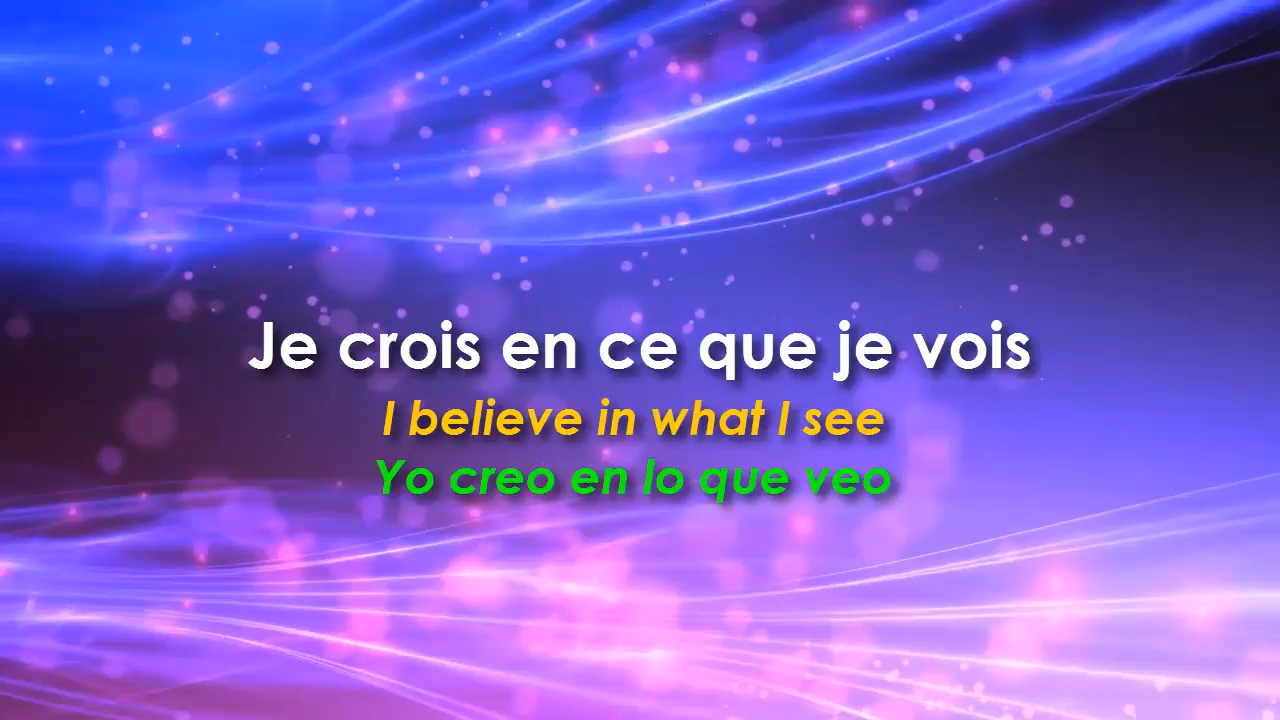 Je crois en ce que je vois
I believe in what I see
Yo creo en lo que veo